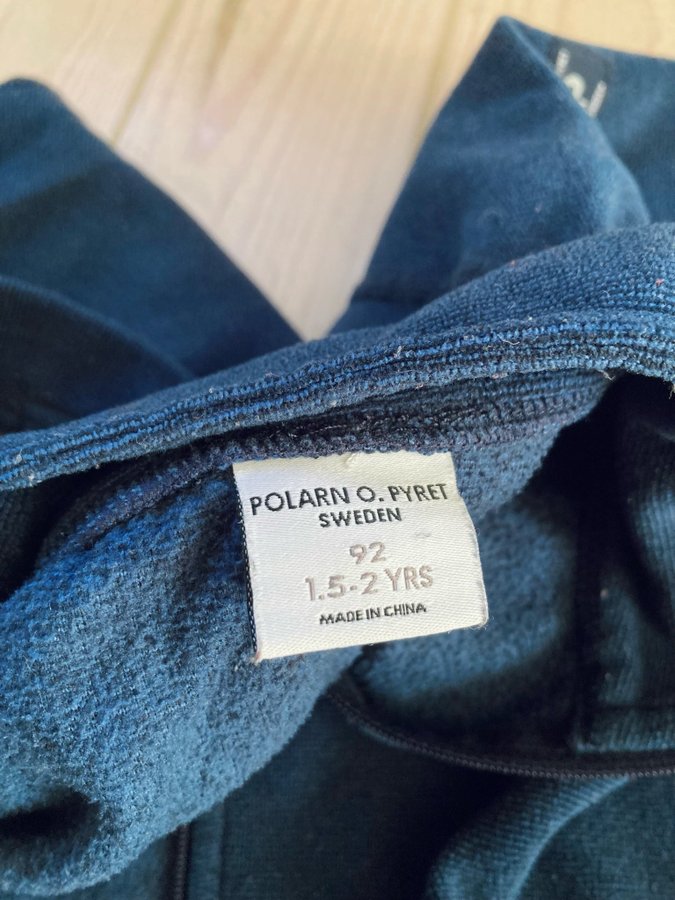 POLARN O. PYRET
SWEDEN
92
1.5-2 YRS
MADE IN CHINA